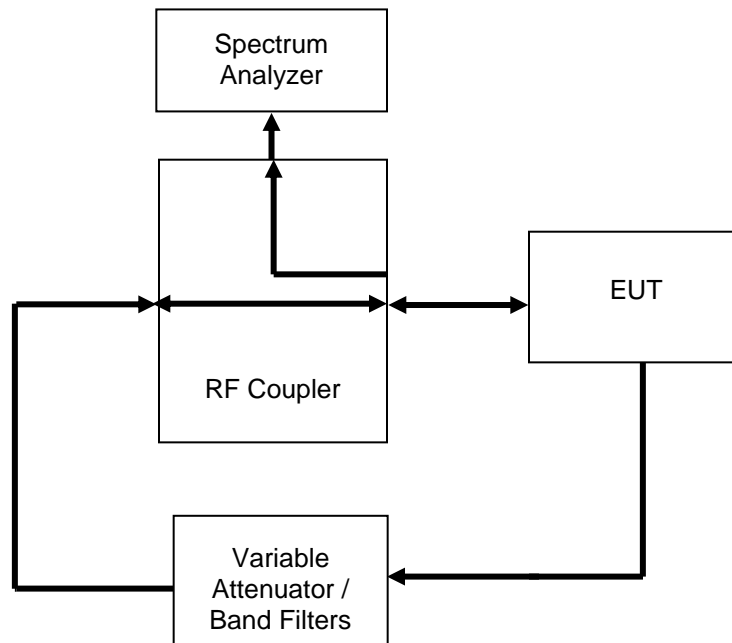 Spectrum
Analyzer
EUT
RF Coupler
Variable
Attenuator /
Band Filters